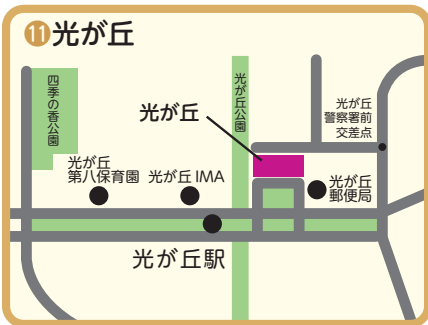 ⑪光が丘
四季の香公園
光が丘公園
光が丘
光が丘
警察署前
交差点
光が丘
第八保育園
光が丘 IMA
光が丘
郵便局
光が丘駅